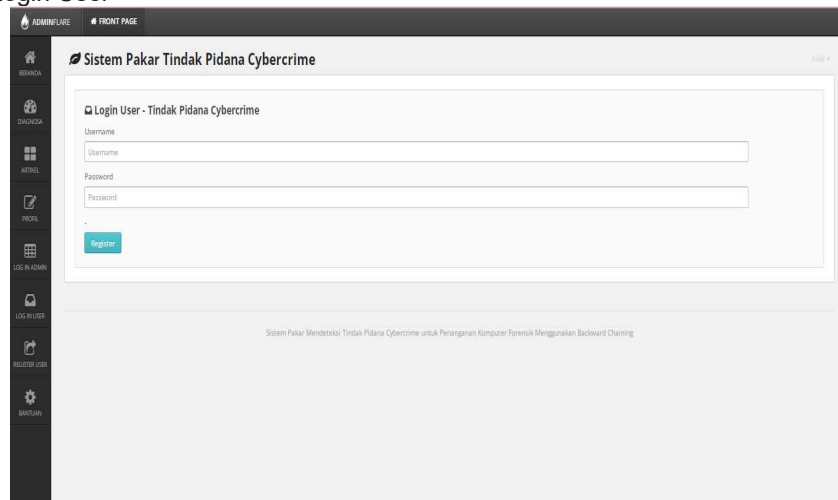 Login User
ADMINFLARE
FRONT PAGE
BERANDA
DIAGNOSA
ARTIKEL
PROFIL
LOG IN ADMIN
LOG IN USER
REGISTER USER
BANTUAN
Sistem Pakar Tindak Pidana Cybercrime
Login User - Tindak Pidana Cybercrime
Username
Username
Password
Password
-
Register
Sistem Pakar Mendeteksi Tindak Pidana Cybercrime untuk Penanganan Komputer Forensik Menggunakan Backward Chaining